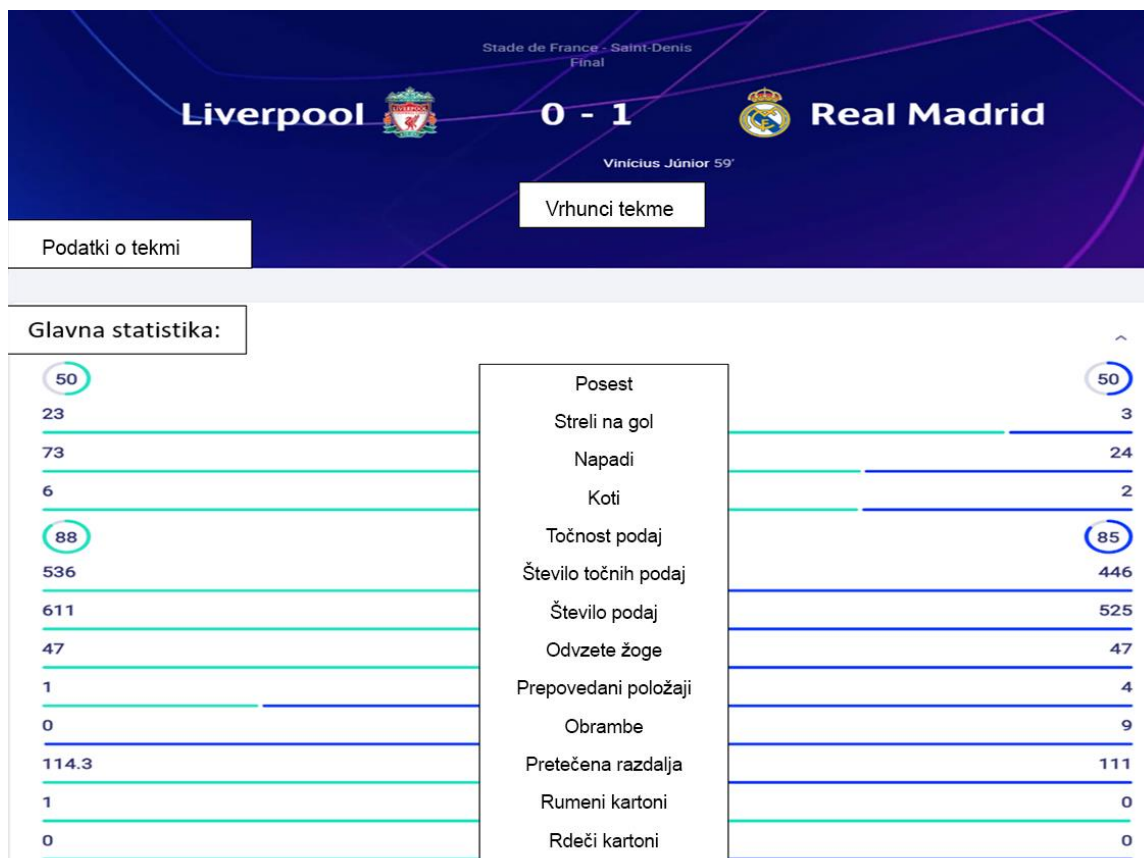 Stade de France - Saint-Denis
Final
Liverpool 0 - 1 Real Madrid
Vinícius Júnior 59'
Vrhunci tekme
Podatki o tekmi
Glavna statistika:
50 Posest 50
23 Streli na gol 3
73 Napadi 24
6 Koti 2
88 Točnost podaj 85
536 Število točnih podaj 446
611 Število podaj 525
47 Odvzete žoge 47
1 Prepovedani položaji 4
0 Obrambe 9
114.3 Pretečena razdalja 111
1 Rumeni kartoni 0
0 Rdeči kartoni 0